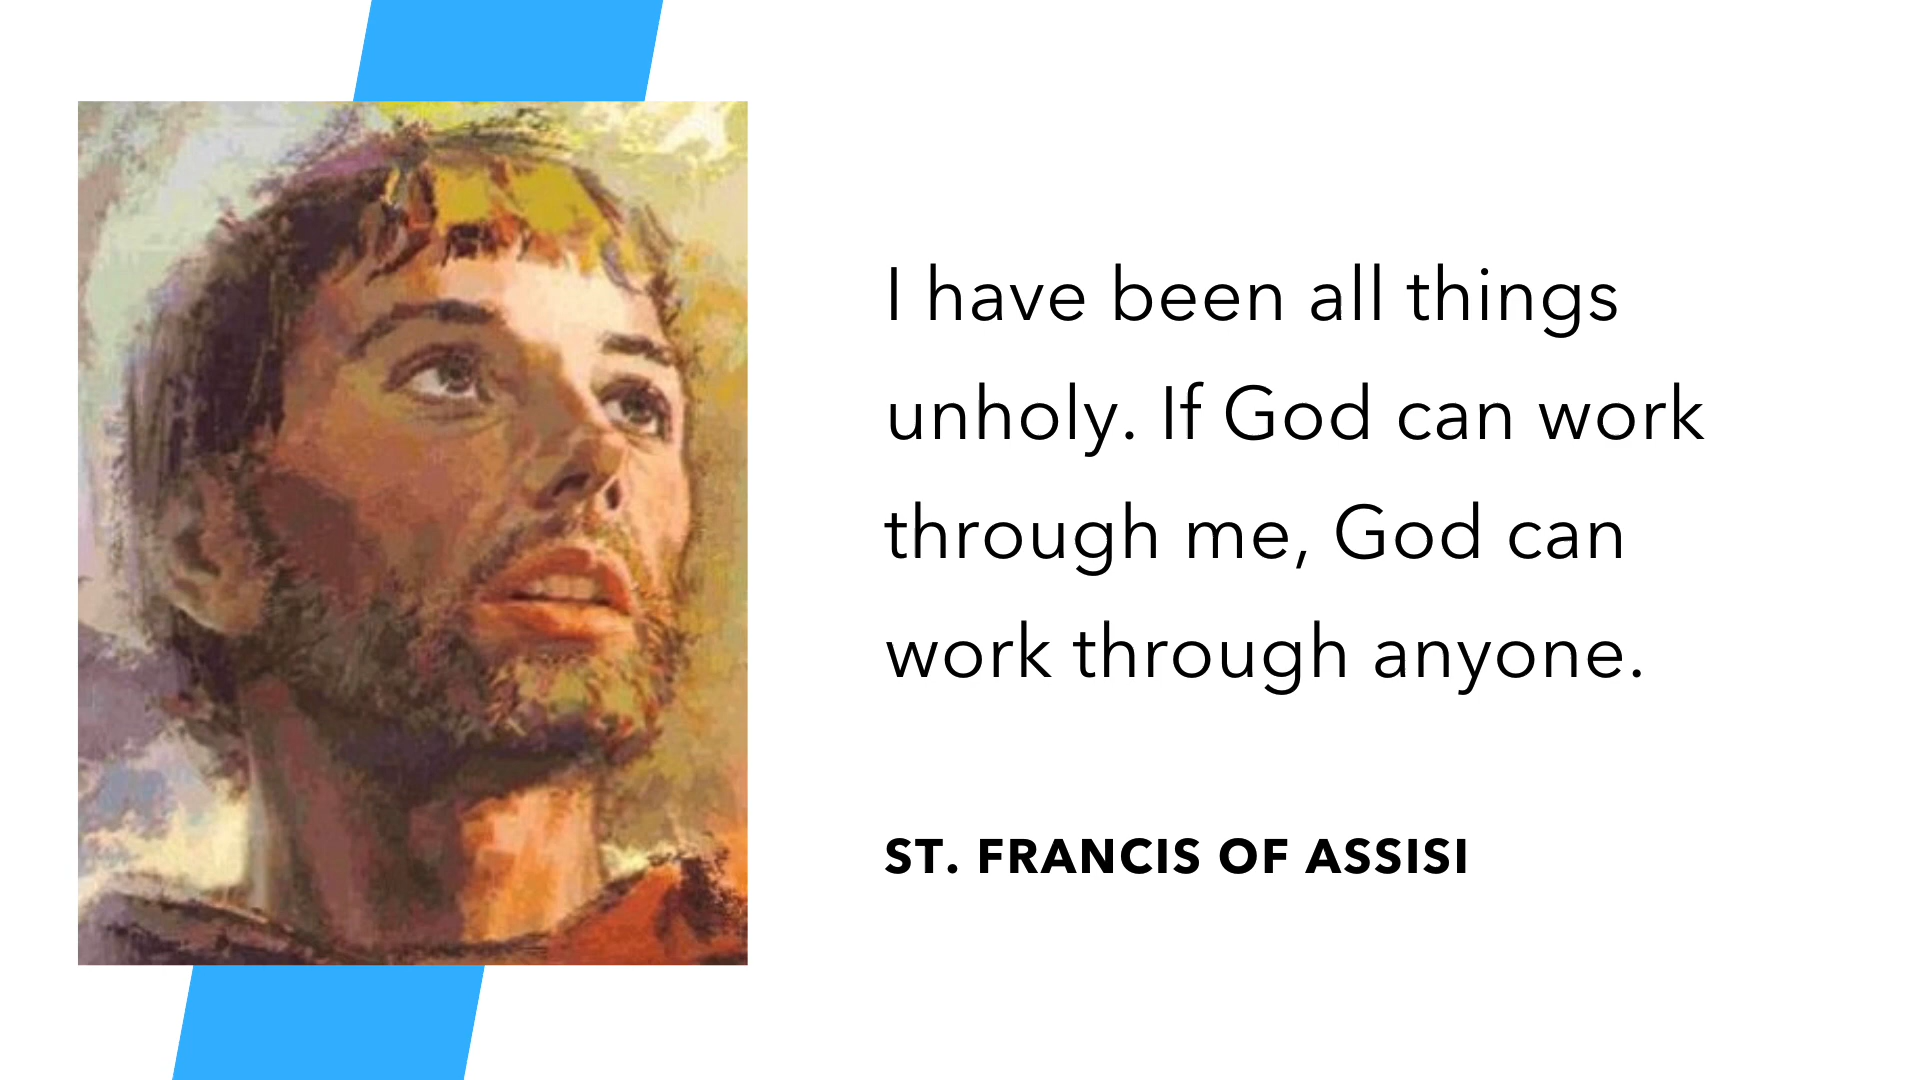 I have been all things
unholy. If God can work
through me, God can
work through anyone.
ST. FRANCIS OF ASSISI